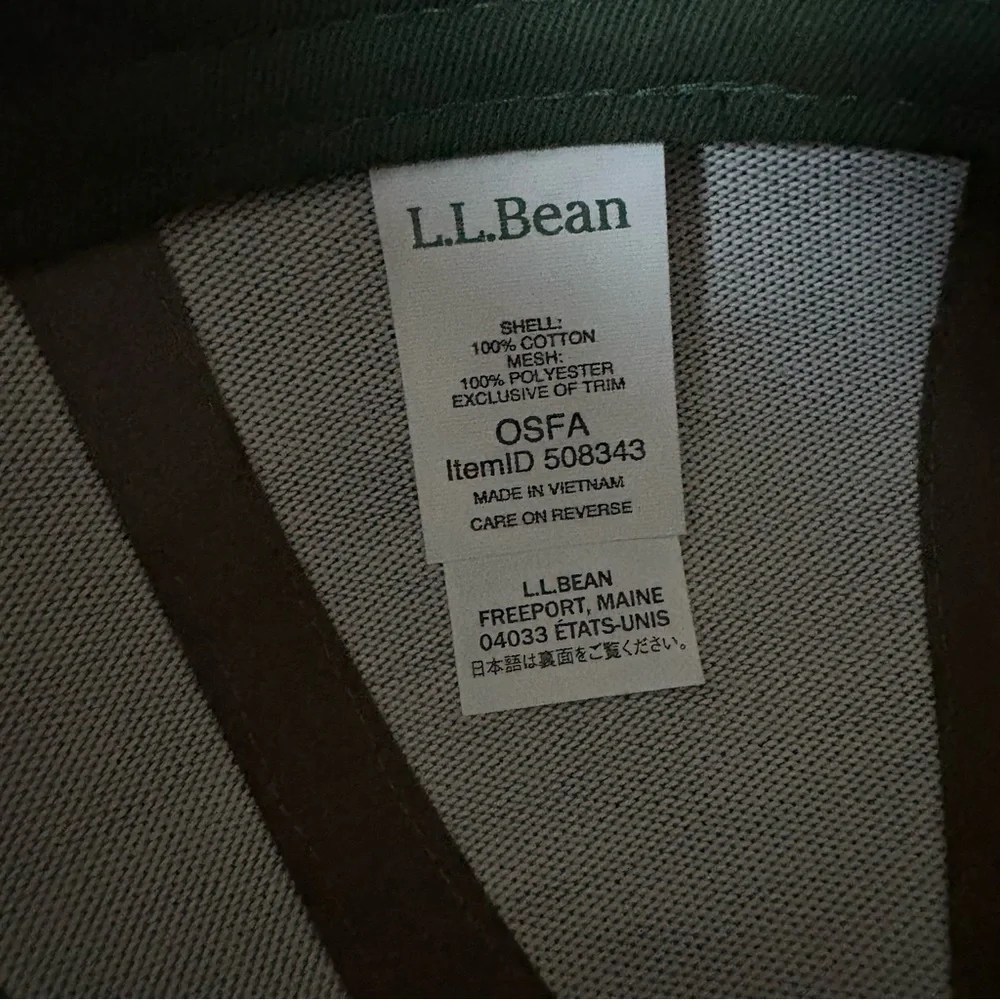 L.L.Bean
SHELL:
100% COTTON
MESH:
100% POLYESTER
EXCLUSIVE OF TRIM
OSFA
ItemID 508343
MADE IN VIETNAM
CARE ON REVERSE
L.L.BEAN
FREEPORT, MAINE
04033 ÉTATS-UNIS
日本語は裏面をご覧ください。